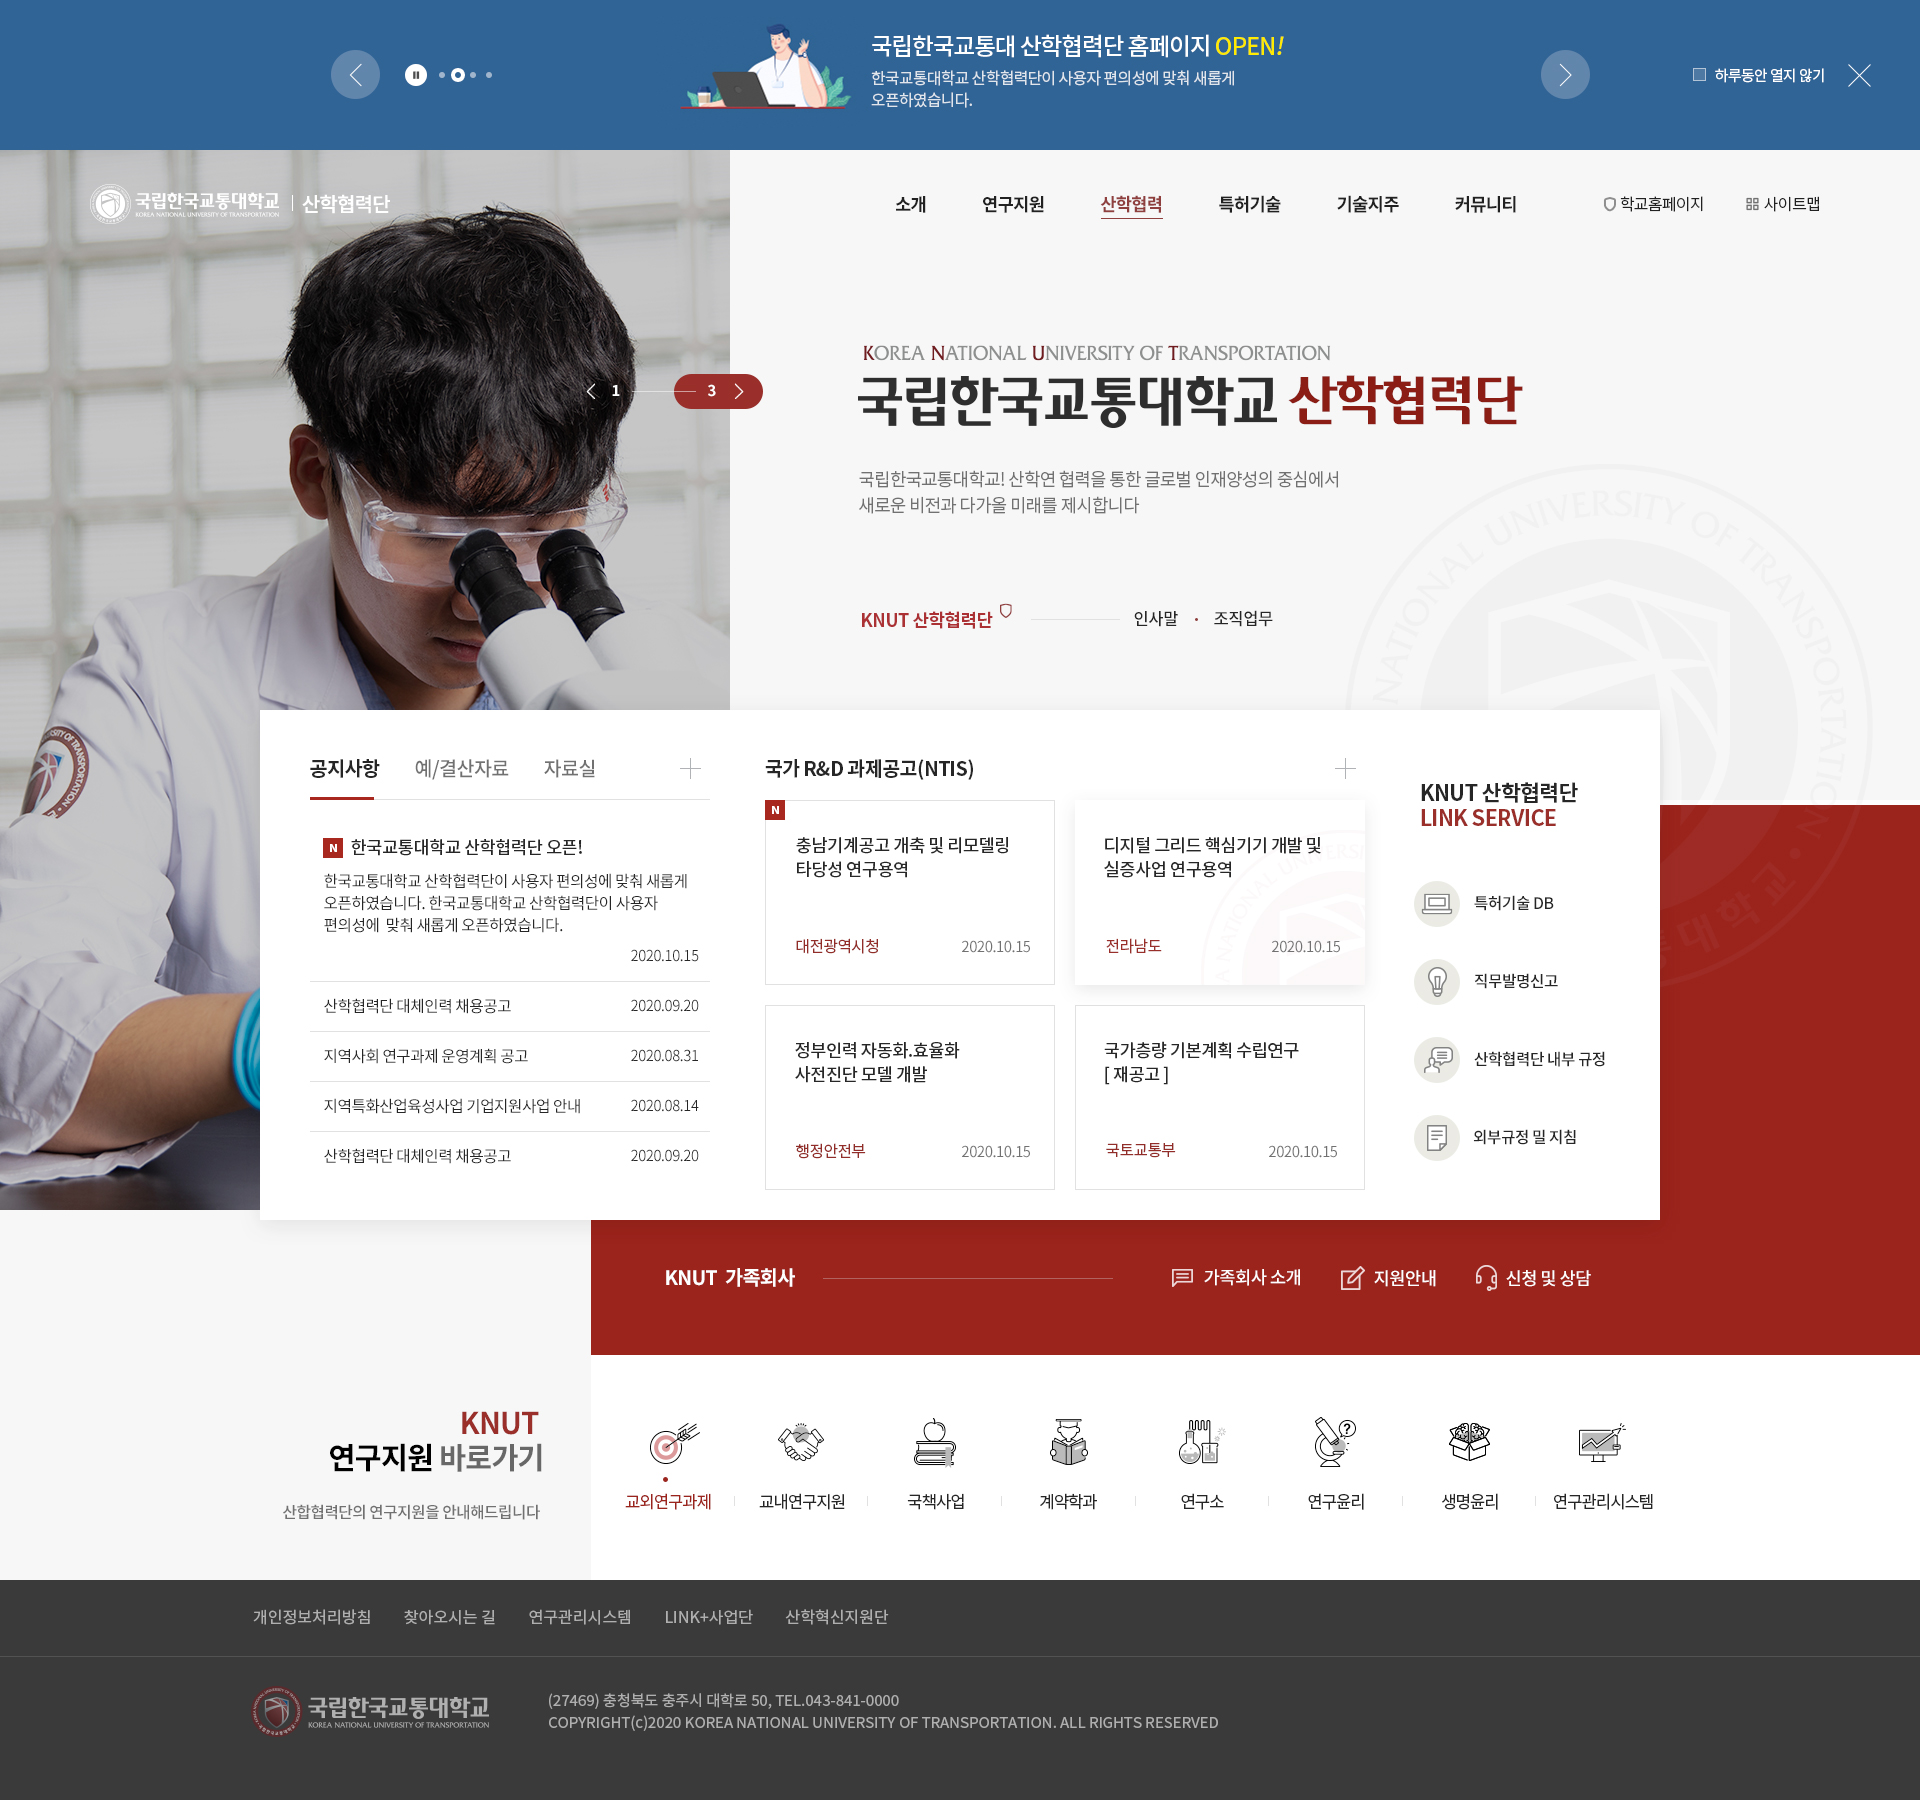 국립한국교통대 산학협력단 홈페이지 OPEN!
한국교통대학교 산학협력단이 사용자 편의성에 맞춰 새롭게
오픈하였습니다.
하루동안 열지 않기
국립한국교통대학교
KOREA NATIONAL UNIVERSITY OF TRANSPORTATION
산학협력단
소개
연구지원
산학협력
특허기술
기술지주
커뮤니티
학교홈페이지
사이트맵
KOREA NATIONAL UNIVERSITY OF TRANSPORTATION
국립한국교통대학교 산학협력단
1
3
국립한국교통대학교! 산학연 협력을 통한 글로벌 인재양성의 중심에서
새로운 비전과 다가올 미래를 제시합니다
KNUT 산학협력단
인사말 • 조직업무
NATIONAL UNIVERSITY OF TRANSPORTATION
공지사항
예/결산자료
자료실
N 한국교통대학교 산학협력단 오픈!
한국교통대학교 산학협력단이 사용자 편의성에 맞춰 새롭게
오픈하였습니다. 한국교통대학교 산학협력단이 사용자
편의성에 맞춰 새롭게 오픈하였습니다.
2020.10.15
산학협력단 대체인력 채용공고 2020.09.20
지역사회 연구과제 운영계획 공고 2020.08.31
지역특화산업육성사업 기업지원사업 안내 2020.08.14
산학협력단 대체인력 채용공고 2020.09.20
국가 R&D 과제공고(NTIS)
N
충남기계공고 개축 및 리모델링
타당성 연구용역
대전광역시청 2020.10.15
디지털 그리드 핵심기기 개발 및
실증사업 연구용역
전라남도 2020.10.15
정부인력 자동화.효율화
사전진단 모델 개발
행정안전부 2020.10.15
국가층량 기본계획 수립연구
[ 재공고 ]
국토교통부 2020.10.15
KNUT 산학협력단
LINK SERVICE
특허기술 DB
직무발명신고
산학협력단 내부 규정
외부규정 밀 지침
KNUT 가족회사
가족회사 소개
지원안내
신청 및 상담
KNUT
연구지원 바로가기
산학협력단의 연구지원을 안내해드립니다
교외연구과제
교내연구지원
국책사업
계약학과
연구소
연구윤리
생명윤리
연구관리시스템
개인정보처리방침
찾아오시는 길
연구관리시스템
LINK+사업단
산학혁신지원단
국립한국교통대학교
KOREA NATIONAL UNIVERSITY OF TRANSPORTATION
(27469) 충청북도 충주시 대학로 50, TEL.043-841-0000
COPYRIGHT(c)2020 KOREA NATIONAL UNIVERSITY OF TRANSPORTATION. ALL RIGHTS RESERVED